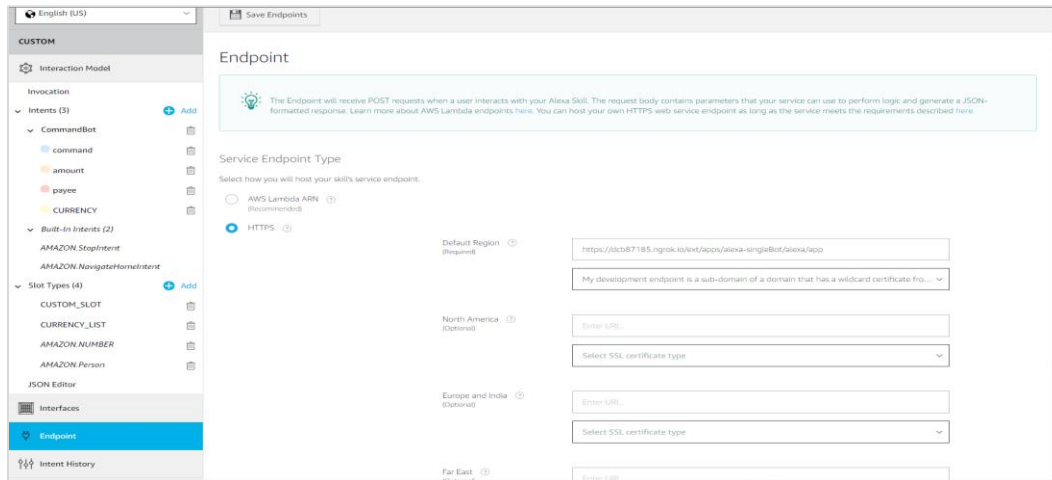 English (US)
Save Endpoints
CUSTOM
Interaction Model
Invocation
Intents (3)
Add
CommandBot
command
amount
payee
CURRENCY
Built-In Intents (2)
AMAZON.StopIntent
AMAZON.NavigateHomeIntent
Slot Types (4)
Add
CUSTOM_SLOT
CURRENCY_LIST
AMAZON.NUMBER
AMAZON.Person
JSON Editor
Interfaces
Endpoint
Intent History
Endpoint
The Endpoint will receive POST requests when a user interacts with your Alexa Skill. The request body contains parameters that your service can use to perform logic and generate a JSON-
formatted response. Learn more about AWS Lambda endpoints here. You can host your own HTTPS web service endpoint as long as the service meets the requirements described here.
Service Endpoint Type
Select how you will host your skill's service endpoint.
AWS Lambda ARN
(Recommended)
HTTPS
Default Region
(Required)
https://dcb87185.ngrok.io/ext/apps/alexa-singleBot/alexa/app
My development endpoint is a sub-domain of a domain that has a wildcard certificate fro...
North America
(Optional)
Enter URI...
Select SSL certificate type
Europe and India
(Optional)
Enter URI...
Select SSL certificate type
Far East